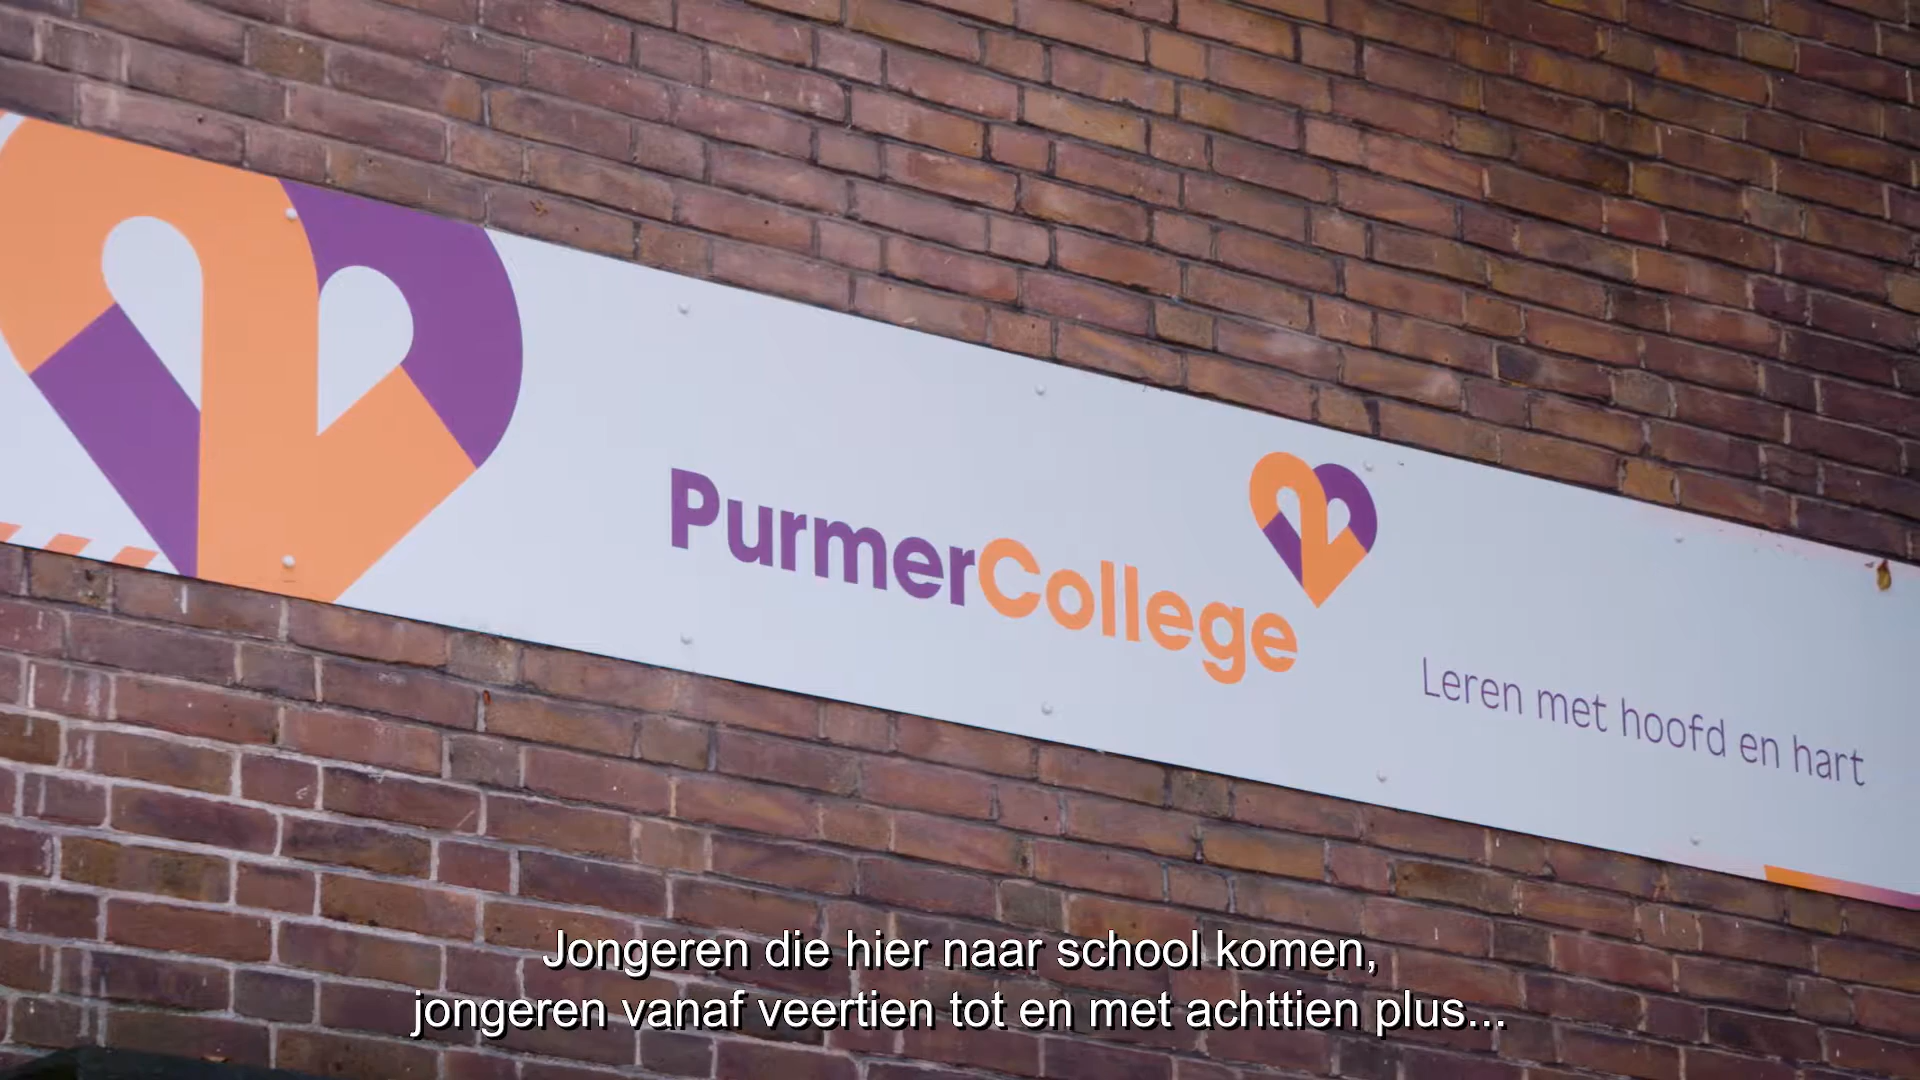 PurmerCollege
Leren met hoofd en hart
Jongeren die hier naar school komen,
jongeren vanaf veertien tot en met achttien plus...